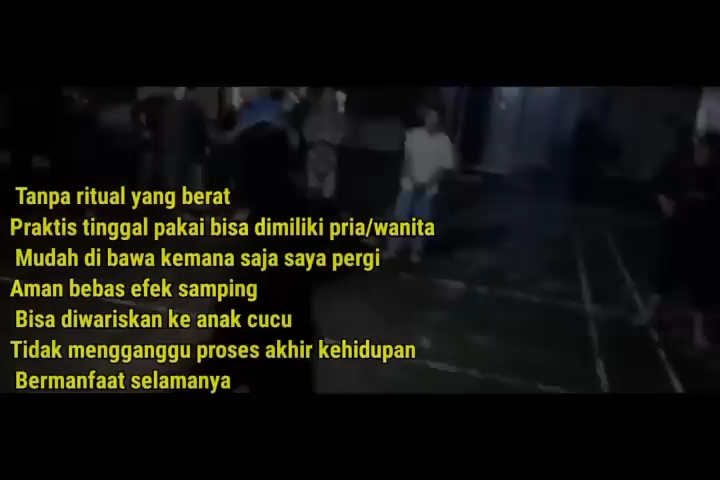 Tanpa ritual yang berat
Praktis tinggal pakai bisa dimiliki pria/wanita
Mudah di bawa kemana saja saya pergi
Aman bebas efek samping
Bisa diwariskan ke anak cucu
Tidak mengganggu proses akhir kehidupan
Bermanfaat selamanya